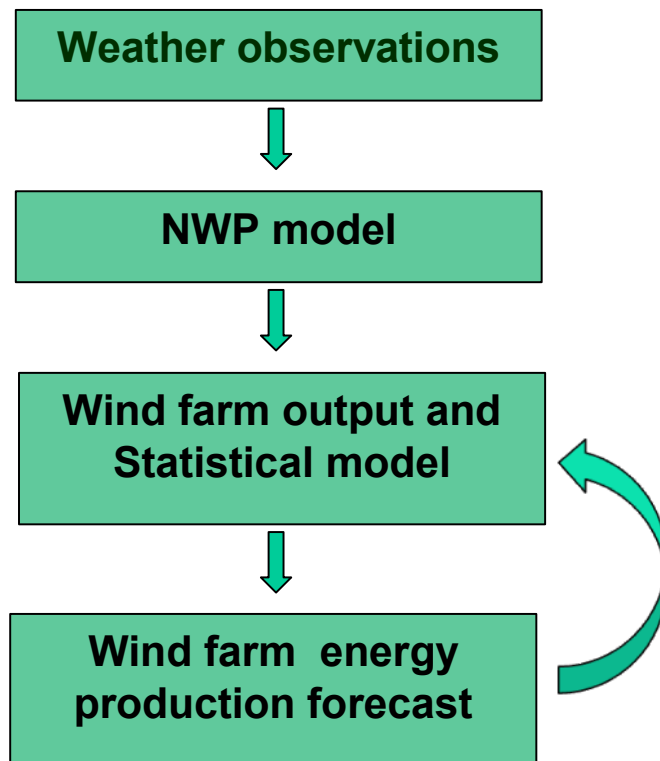 Weather observations
NWP model
Wind farm output and
Statistical model
Wind farm energy
production forecast